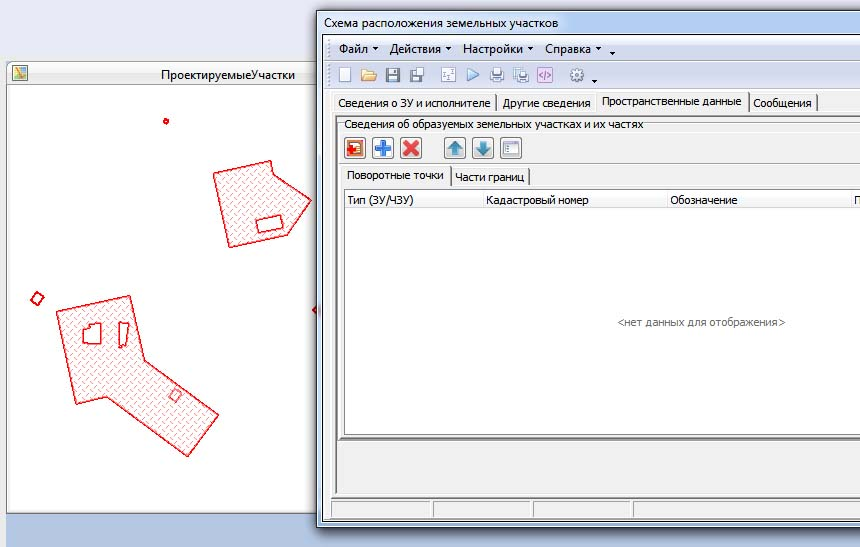 Схема расположения земельных участков
Файл Действия Настройки Справка
ПроектируемыеУчастки
Сведения о ЗУ и исполнителе Другие сведения Пространственные данные Сообщения
Сведения об образуемых земельных участках и их частях
Поворотные точки Части границ
Тип (ЗУ/ЧЗУ) Кадастровый номер Обозначение
<нет данных для отображения>